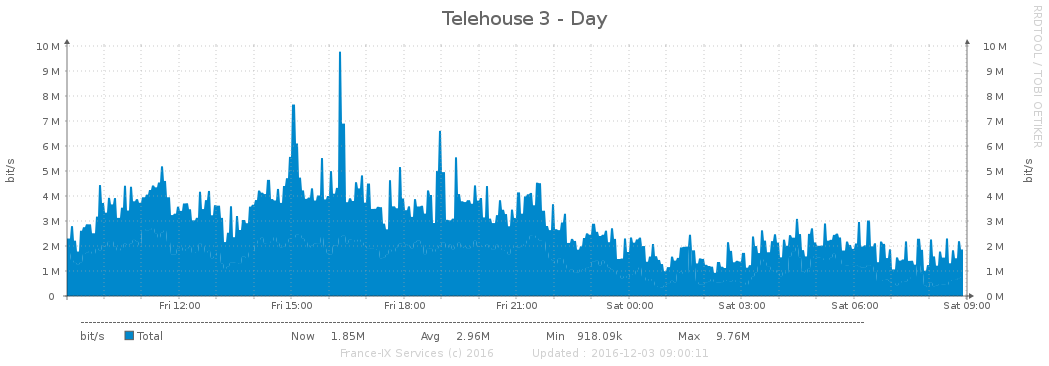 Telehouse 3 - Day
RRDTOOL / TOBI OETIKER
bit/s
10 M
9 M
8 M
7 M
6 M
5 M
4 M
3 M
2 M
1 M
0
10 M
9 M
8 M
7 M
6 M
5 M
4 M
3 M
2 M
1 M
0 M
bit/s
Fri 12:00 Fri 15:00 Fri 18:00 Fri 21:00 Sat 00:00 Sat 03:00 Sat 06:00 Sat 09:00
bit/s Total Now 1.85M Avg 2.96M Min 918.09k Max 9.76M
France-IX Services (c) 2016 Updated : 2016-12-03 09:00:11